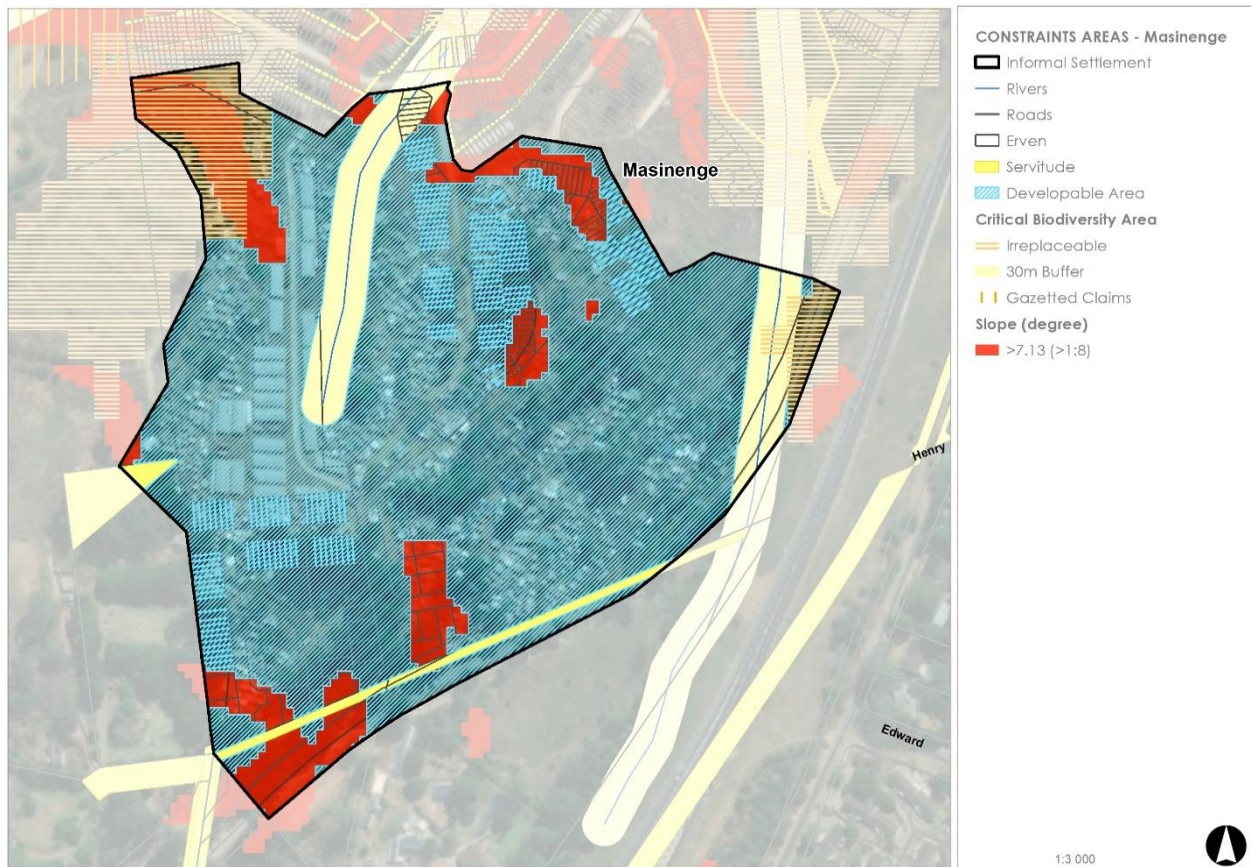 Masinenge
Henry
Edward
CONSTRAINTS AREAS - Masinenge
Informal Settlement
Rivers
Roads
Erven
Servitude
Developable Area
Critical Biodiversity Area
Irreplaceable
30m Buffer
Gazetted Claims
Slope (degree)
>7.13 (>1:8)
1:3 000